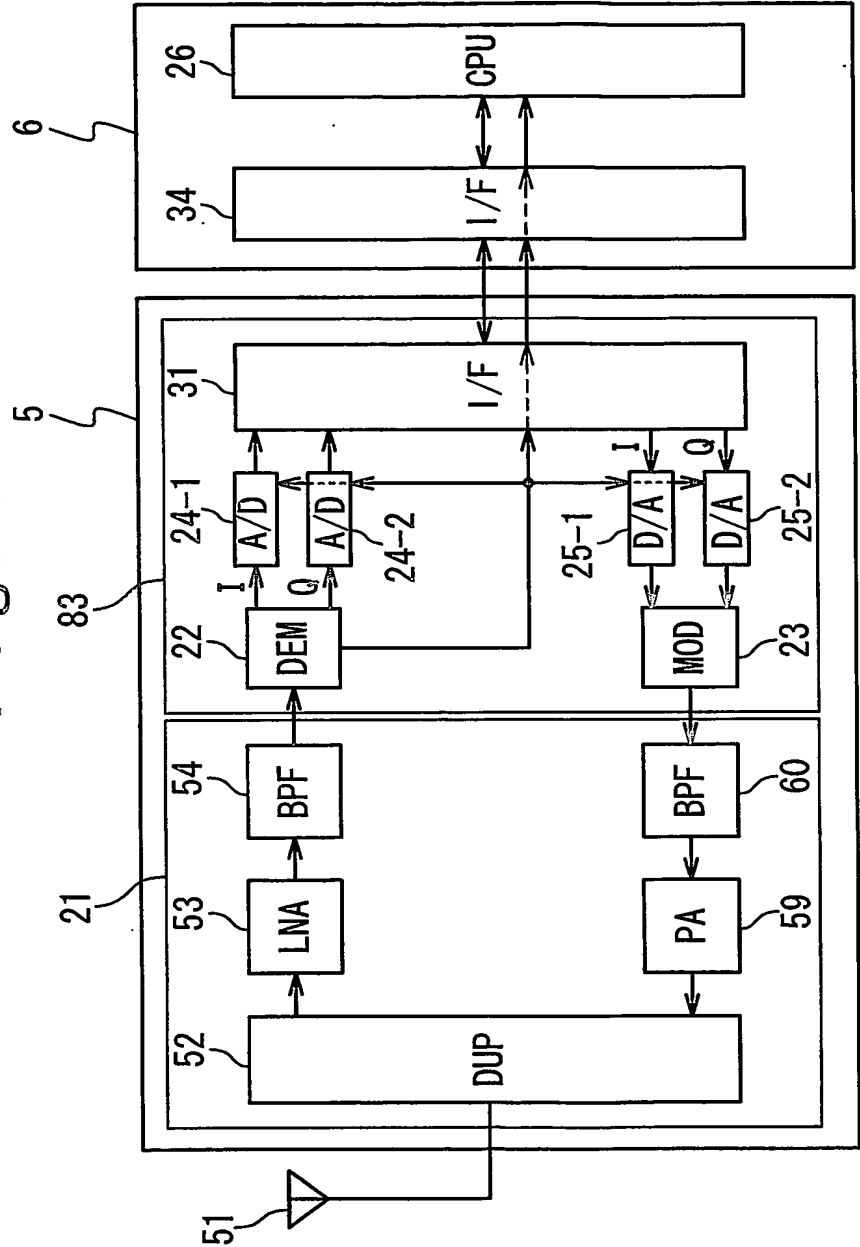 5
6
21
83
31
34
26
52
53
54
22
24-1
DUP
LNA
BPF
DEM
I
Q
A/D
A/D
24-2
I/F
I/F
CPU
51
PA
BPF
MOD
25-1
D/A
D/A
I
Q
59
60
23
25-2